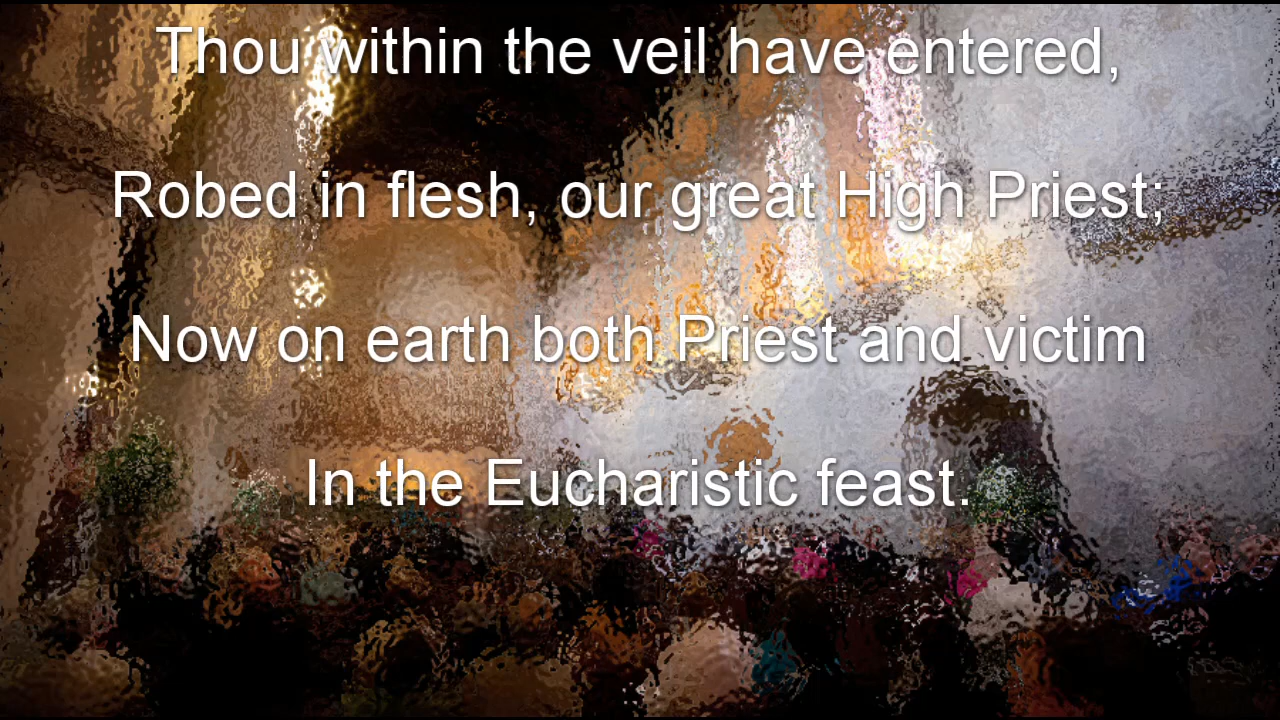 Thou within the veil have entered,
Robed in flesh, our great High Priest;
Now on earth both Priest and victim
In the Eucharistic feast.